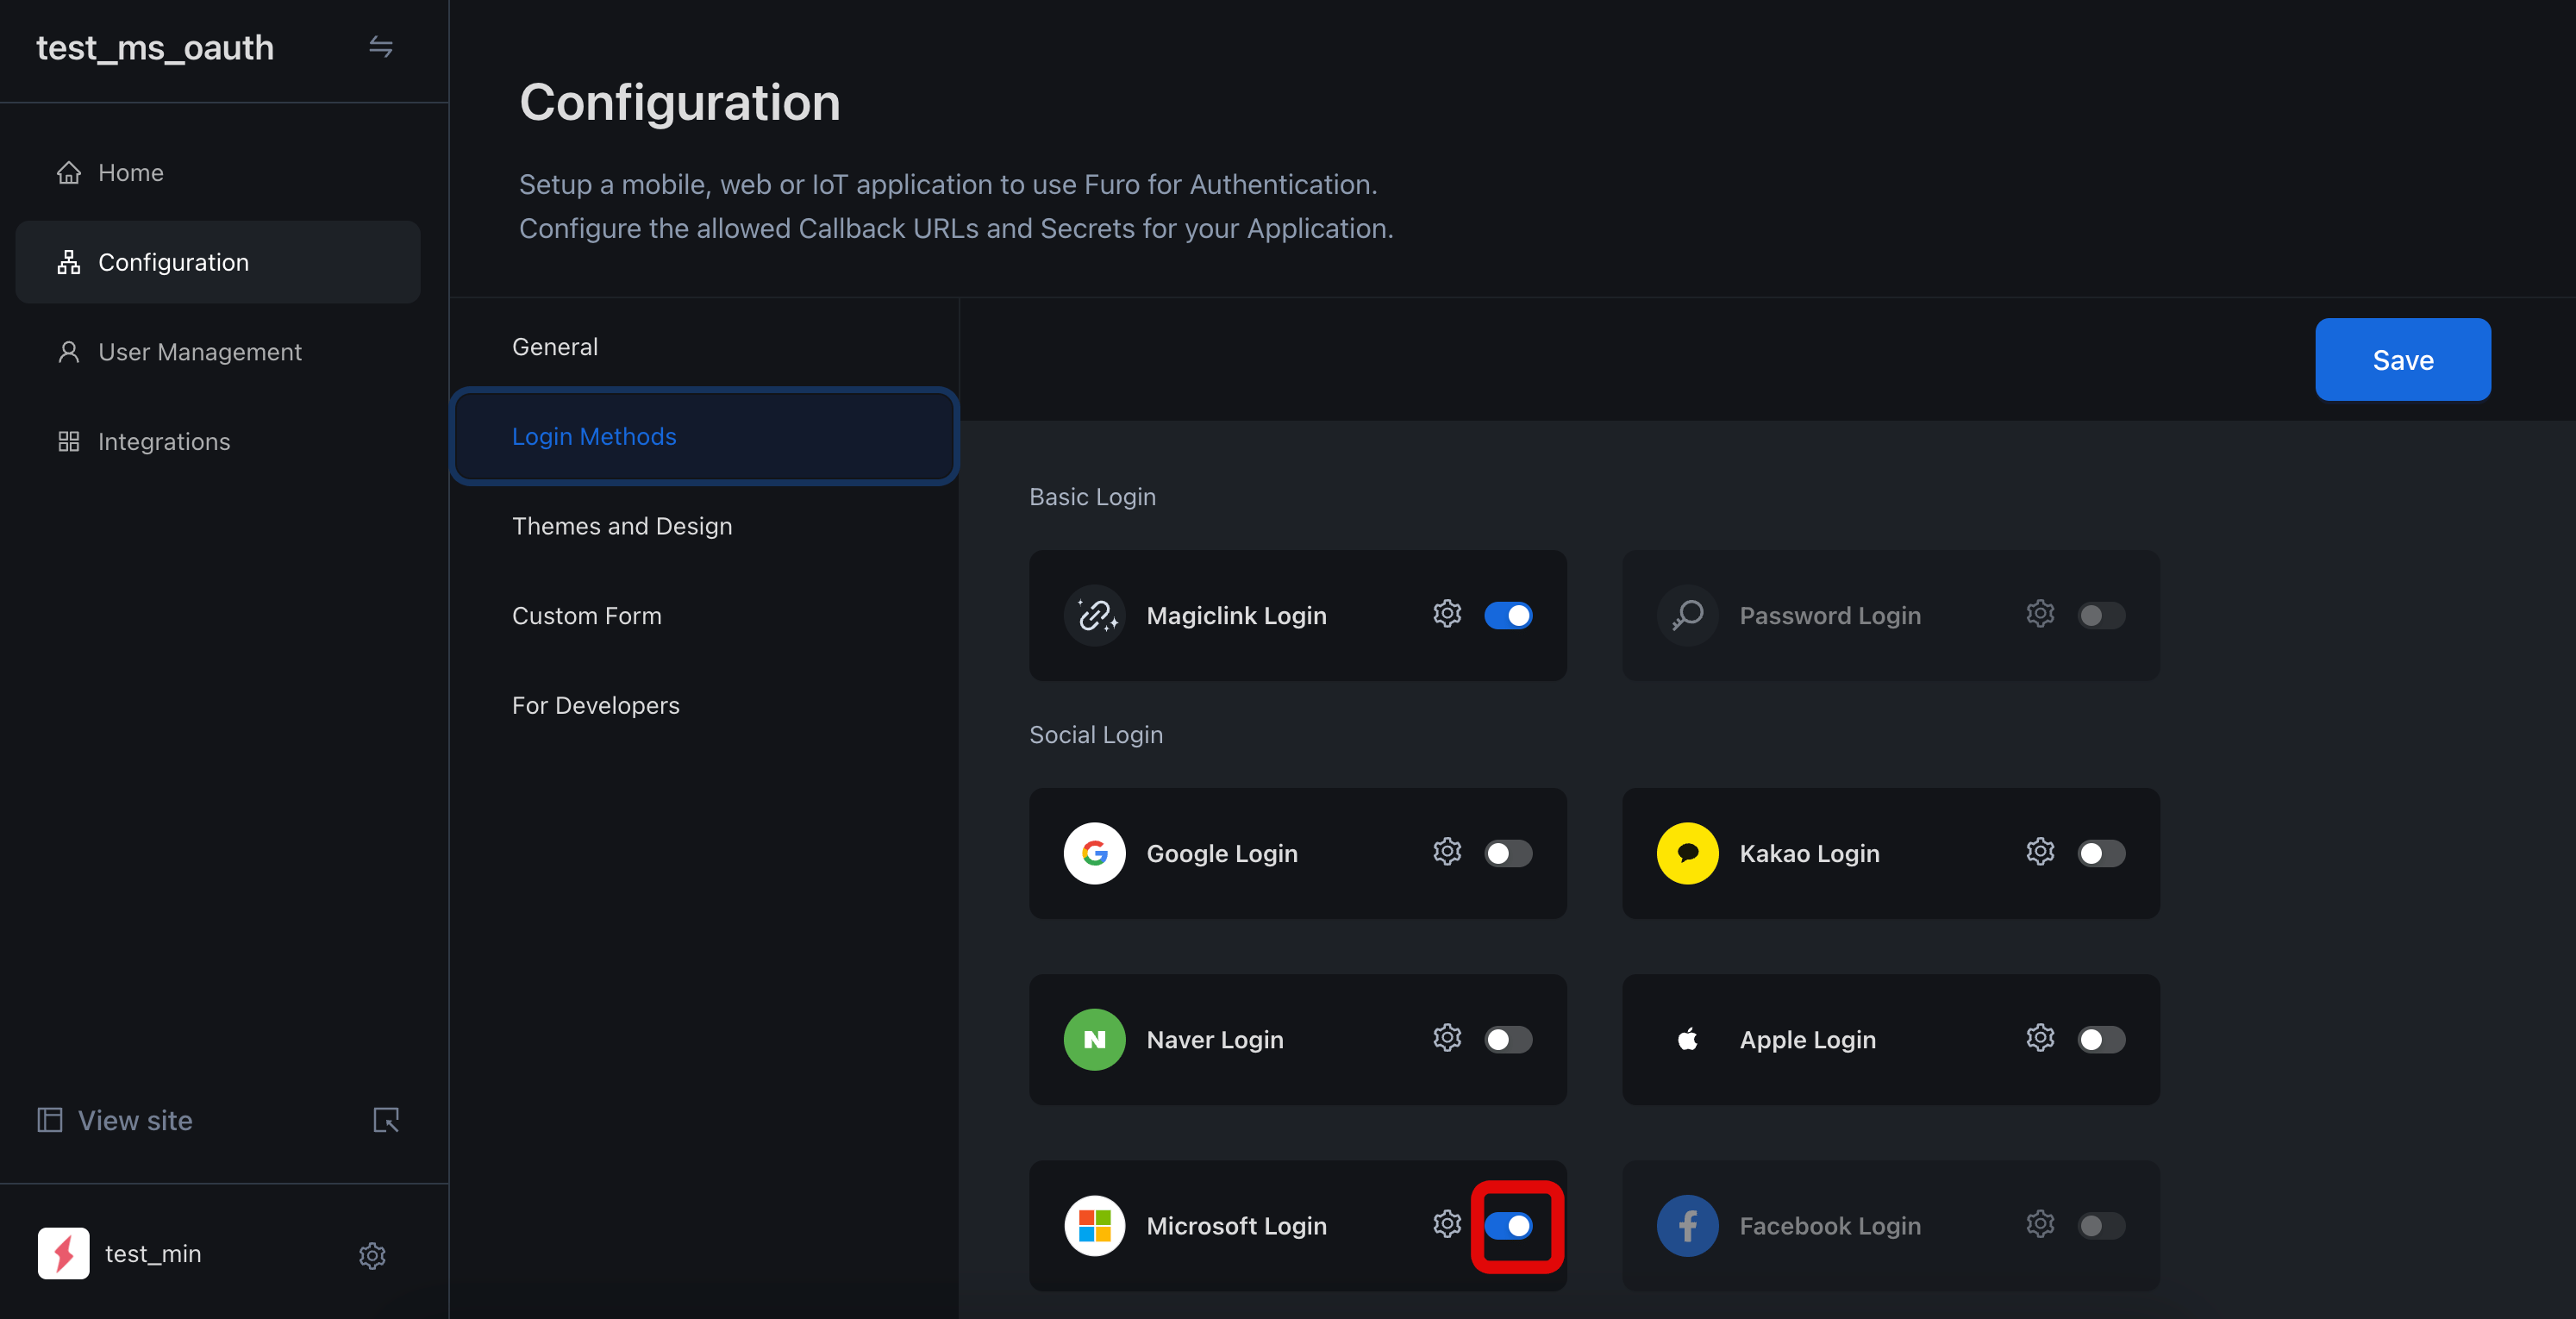 test_ms_oauth
Home
Configuration
User Management
Integrations
View site
test_min
Configuration
Setup a mobile, web or IoT application to use Furo for Authentication.
Configure the allowed Callback URLs and Secrets for your Application.
General
Login Methods
Themes and Design
Custom Form
For Developers
Save
Basic Login
Magiclink Login
Password Login
Social Login
Google Login
Kakao Login
Naver Login
Apple Login
Microsoft Login
Facebook Login